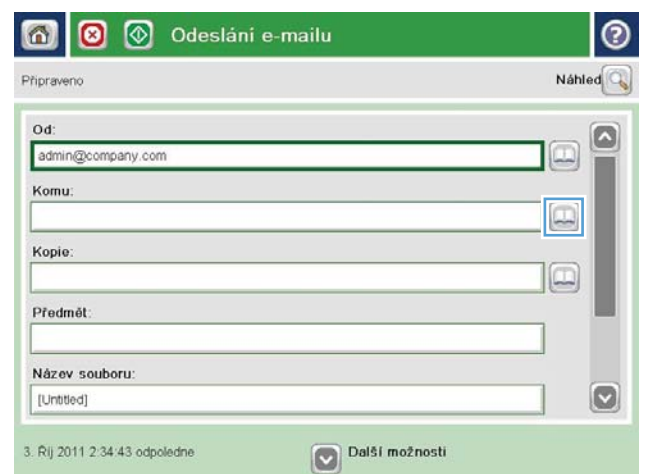 Odeslání e-mailu
Připraveno
Náhled
Od:
admin@company.com
Komu:
Kopie:
Předmět:
Název souboru:
[Untitled]
3. Říj 2011 2:34:43 odpoledne
Další možnosti